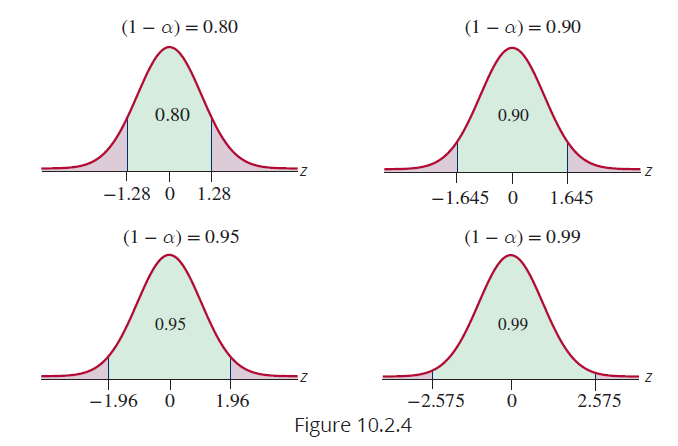 (1 – α) = 0.80
0.80
z
–1.28 0 1.28
(1 – α) = 0.90
0.90
z
–1.645 0 1.645
(1 – α) = 0.95
0.95
z
–1.96 0 1.96
(1 – α) = 0.99
0.99
z
–2.575 0 2.575
Figure 10.2.4